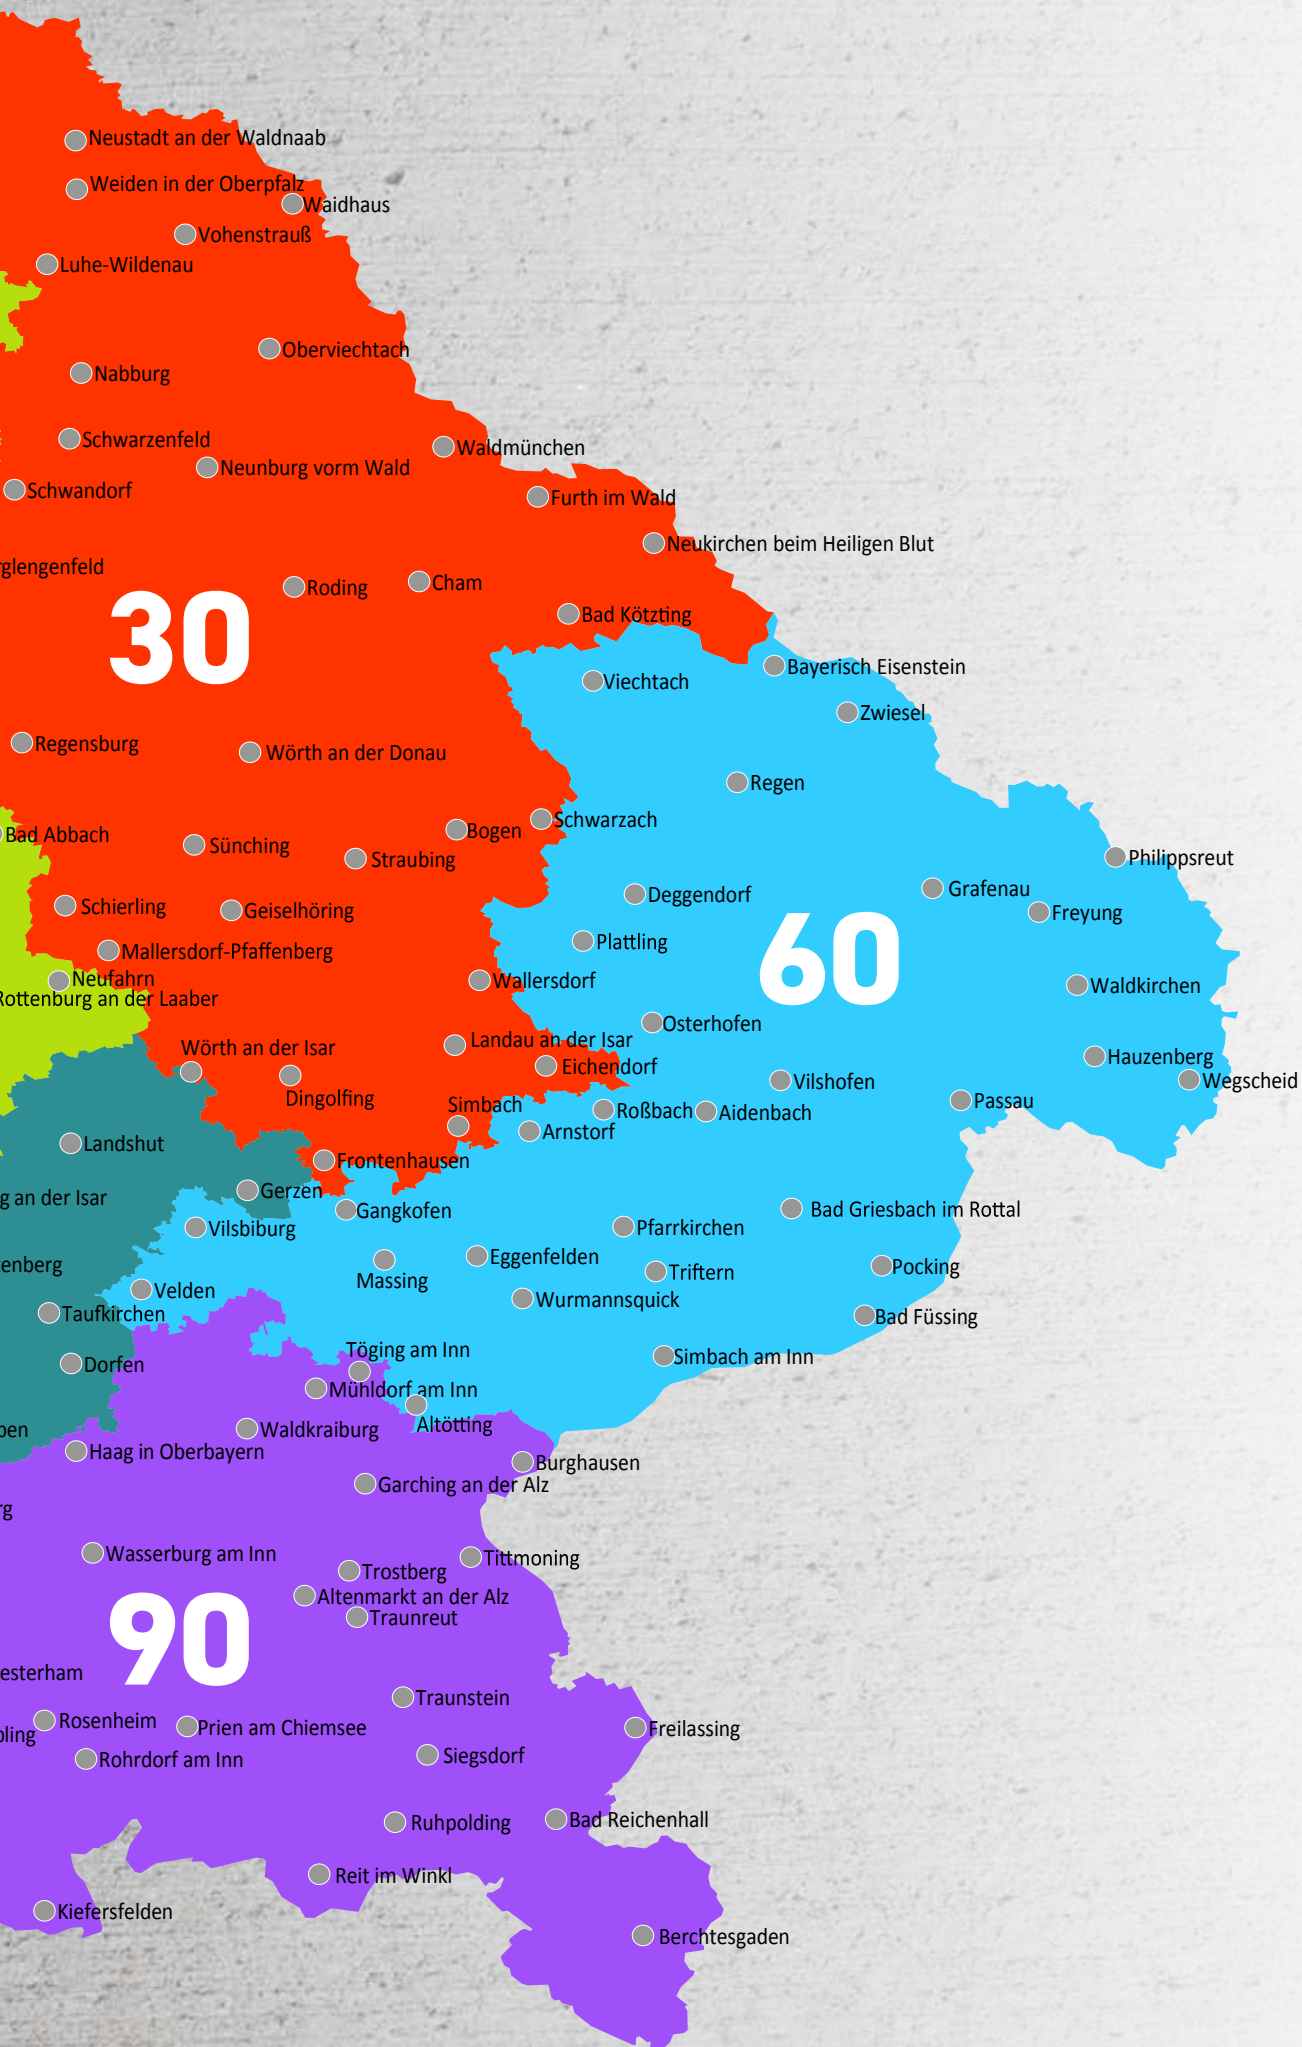 Neustadt an der Waldnaab
Weiden in der Oberpfalz
Waidhaus
Vohenstrauß
Luhe-Wildenau
Oberviechtach
Nabburg
Schwarzenfeld
Waldmünchen
Neunburg vorm Wald
Schwandorf
Furth im Wald
Neukirchen beim Heiligen Blut
rglengenfeld
Roding
Cham
30
Bad Kötzting
Bayerisch Eisenstein
Viechtach
Zwiesel
Regensburg
Wörth an der Donau
Regen
Schwarzach
Bogen
Bad Abbach
Sünching
Straubing
Philippsreut
Deggendorf
Grafenau
Schierling
Geiselhöring
Freyung
Plattling
60
Mallersdorf-Pfaffenberg
Neufahrn
Wallersdorf
Waldkirchen
Rottenburg an der Laaber
Osterhofen
Landau an der Isar
Wörth an der Isar
Hauzenberg
Eichendorf
Vilshofen
Wegscheid
Dingolfing
Simbach
Passau
Roßbach
Aidenbach
Arnstorf
Landshut
Frontenhausen
Gerzen
g an der Isar
Gangkofen
Bad Griesbach im Rottal
Vilsbiburg
Pfarrkirchen
Eggenfelden
enberg
Pocking
Massing
Triftern
Velden
Wurmannsquick
Taufkirchen
Bad Füssing
Töging am Inn
Simbach am Inn
Dorfen
Mühldorf am Inn
Altötting
ben
Waldkraiburg
Haag in Oberbayern
Burghausen
Garching an der Alz
rg
Wasserburg am Inn
Tittmoning
Trostberg
Altenmarkt an der Alz
Traunreut
90
esterham
Traunstein
Rosenheim
Prien am Chiemsee
Freilassing
bling
Rohrdorf am Inn
Siegsdorf
Ruhpolding
Bad Reichenhall
Reit im Winkl
Kiefersfelden
Berchtesgaden